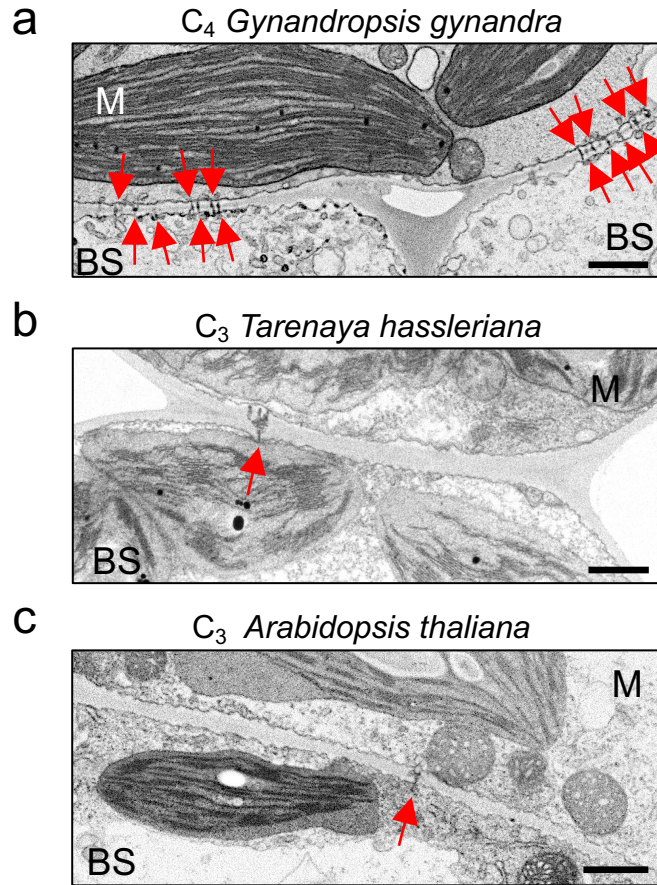 a
C₄ Gynandropsis gynandra
M
BS
BS
b
C₃ Tarenaya hassleriana
M
BS
c
C₃ Arabidopsis thaliana
M
BS